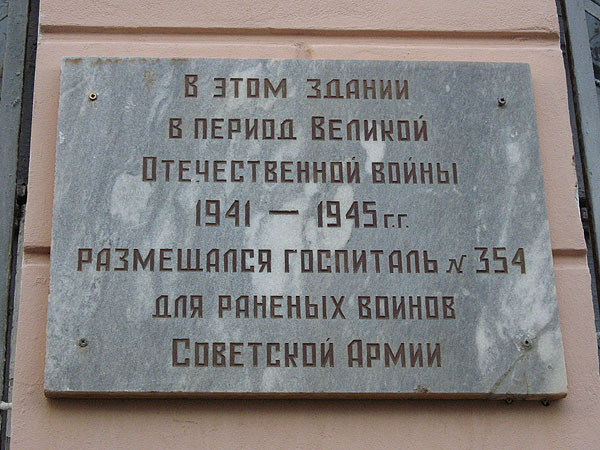 В этом здании
в период Великой
Отечественной войны
1941 — 1945 г.г.
размещался госпиталь № 354
для раненых воинов
Советской Армии